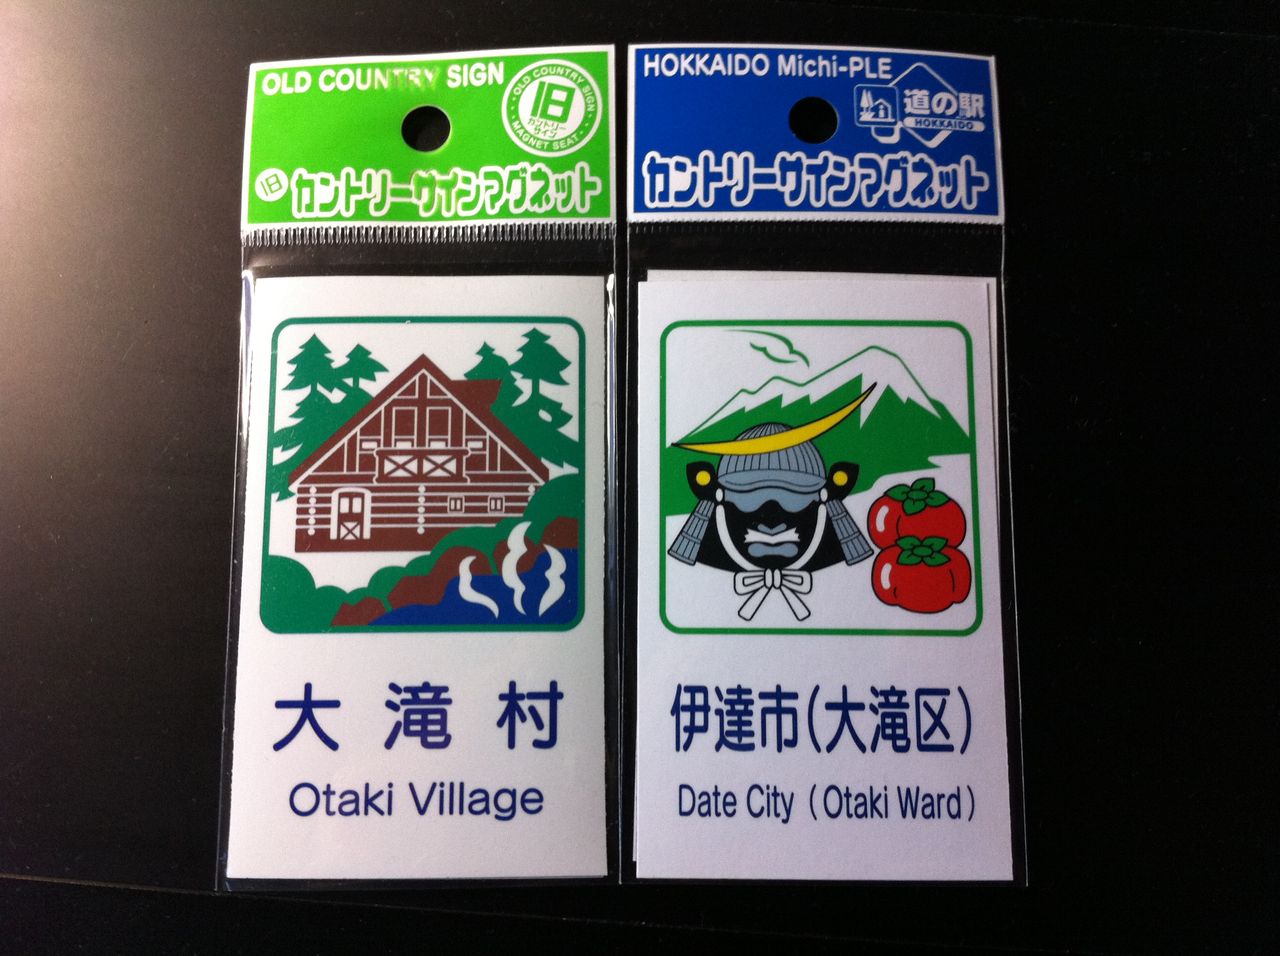 OLD COUNTRY SIGN
OLD COUNTRY SIGN
旧
カントリー
サイン
MAGNET SEAT
旧
カントリーサインマグネット
大滝村
Otaki Village
HOKKAIDO Michi-PLE
道の駅
HOKKAIDO
カントリーサインマグネット
伊達市(大滝区)
Date City (Otaki Ward)